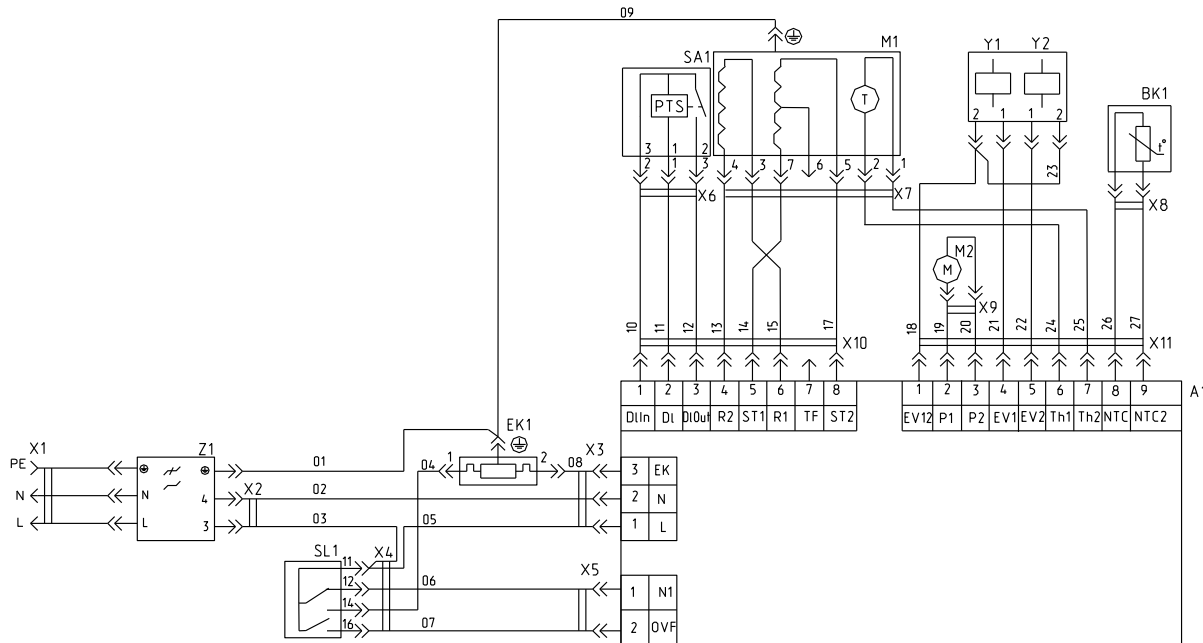 09
SA1
M1
Y1 Y2
BK1
PTS
T
t°
3 1 2
2 1 1 2
2 1 3
4 3 7 6 5 2 1
23
X6
X7
X8
M2
M
X9
10 11 12 13 14 15 17
18 19 20 21 22 24 25 26 27
X10
X11
1 2 3 4 5 6 7 8
1 2 3 4 5 6 7 8 9
A1
DlIn Dl DlOut R2 ST1 R1 TF ST2
EV12 P1 P2 EV1 EV2 Th1 Th2 NTC NTC2
X1
Z1
EK1
X3
PE
01
04 1 2 08
3 EK
N
N
4
X2
02
2 N
L
L
3
03
05
1 L
SL1
11
X4
X5
12
06
1 N1
14
16
07
2 OVF